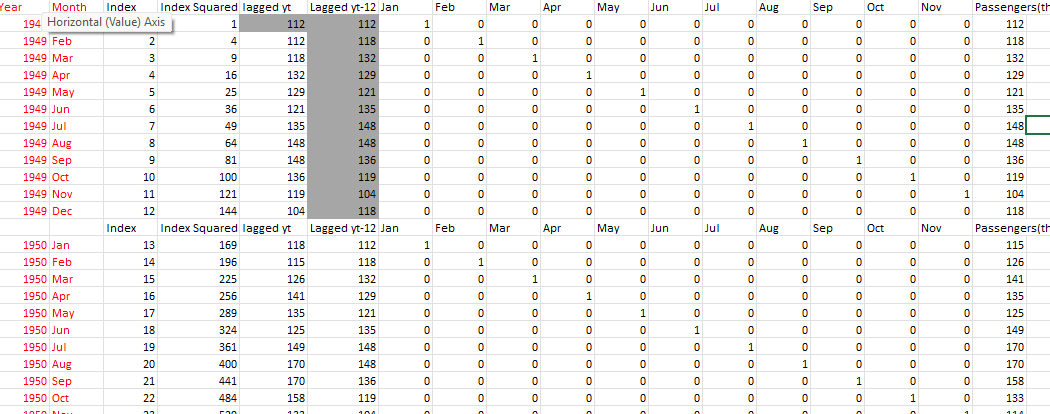 Year Month Index Index Squared lagged yt Lagged yt-12 Jan Feb Mar Apr May Jun Jul Aug Sep Oct Nov Passengers(th
194 Horizontal (Value) Axis 1 112 112 1 0 0 0 0 0 0 0 0 0 0 112
1949 Feb 2 4 112 118 0 1 0 0 0 0 0 0 0 0 0 118
1949 Mar 3 9 118 132 0 0 1 0 0 0 0 0 0 0 0 132
1949 Apr 4 16 132 129 0 0 0 1 0 0 0 0 0 0 0 129
1949 May 5 25 129 121 0 0 0 0 1 0 0 0 0 0 0 121
1949 Jun 6 36 121 135 0 0 0 0 0 1 0 0 0 0 0 135
1949 Jul 7 49 135 148 0 0 0 0 0 0 1 0 0 0 0 148
1949 Aug 8 64 148 148 0 0 0 0 0 0 0 1 0 0 0 148
1949 Sep 9 81 148 136 0 0 0 0 0 0 0 0 1 0 0 136
1949 Oct 10 100 136 119 0 0 0 0 0 0 0 0 0 1 0 119
1949 Nov 11 121 119 104 0 0 0 0 0 0 0 0 0 0 1 104
1949 Dec 12 144 104 118 0 0 0 0 0 0 0 0 0 0 0 118
Index Index Squared lagged yt Lagged yt-12 Jan Feb Mar Apr May Jun Jul Aug Sep Oct Nov Passengers(th
1950 Jan 13 169 118 112 1 0 0 0 0 0 0 0 0 0 0 115
1950 Feb 14 196 115 118 0 1 0 0 0 0 0 0 0 0 0 126
1950 Mar 15 225 126 132 0 0 1 0 0 0 0 0 0 0 0 141
1950 Apr 16 256 141 129 0 0 0 1 0 0 0 0 0 0 0 135
1950 May 17 289 135 121 0 0 0 0 1 0 0 0 0 0 0 125
1950 Jun 18 324 125 135 0 0 0 0 0 1 0 0 0 0 0 149
1950 Jul 19 361 149 148 0 0 0 0 0 0 1 0 0 0 0 170
1950 Aug 20 400 170 148 0 0 0 0 0 0 0 1 0 0 0 170
1950 Sep 21 441 170 136 0 0 0 0 0 0 0 0 1 0 0 158
1950 Oct 22 484 158 119 0 0 0 0 0 0 0 0 0 1 0 133